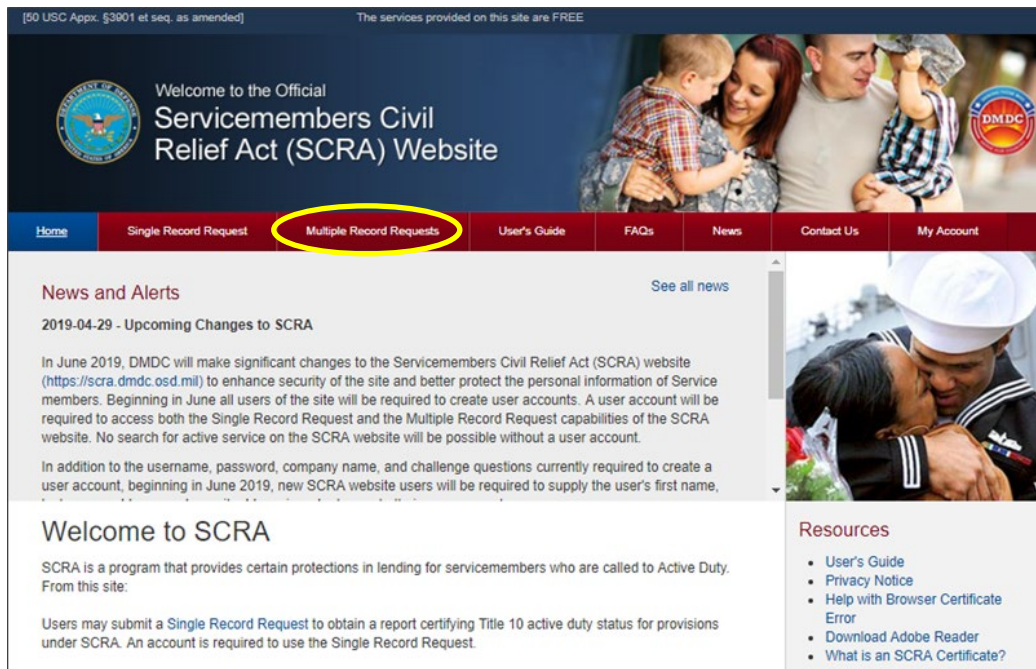 [50 USC Appx. §3901 et seq. as amended]
The services provided on this site are FREE
Welcome to the Official
Servicemembers Civil
Relief Act (SCRA) Website
DEPARTMENT OF DEFENSE
UNITED STATES OF AMERICA
DMDC
Home
Single Record Request
Multiple Record Requests
User's Guide
FAQs
News
Contact Us
My Account
News and Alerts
See all news
2019-04-29 - Upcoming Changes to SCRA
In June 2019, DMDC will make significant changes to the Servicemembers Civil Relief Act (SCRA) website
(https://scra.dmdc.osd.mil) to enhance security of the site and better protect the personal information of Service
members. Beginning in June all users of the site will be required to create user accounts. A user account will be
required to access both the Single Record Request and the Multiple Record Request capabilities of the SCRA
website. No search for active service on the SCRA website will be possible without a user account.
In addition to the username, password, company name, and challenge questions currently required to create a
user account, beginning in June 2019, new SCRA website users will be required to supply the user's first name,
Welcome to SCRA
SCRA is a program that provides certain protections in lending for servicemembers who are called to Active Duty.
From this site:
Users may submit a Single Record Request to obtain a report certifying Title 10 active duty status for provisions
under SCRA. An account is required to use the Single Record Request.
Resources
User's Guide
Privacy Notice
Help with Browser Certificate
Error
Download Adobe Reader
What is an SCRA Certificate?